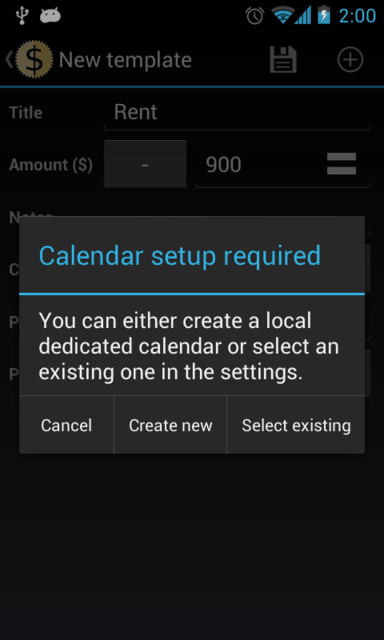 2:00
$ New template
Title Rent
Amount ($) - 900
Notes
Calendar setup required
You can either create a local
dedicated calendar or select an
existing one in the settings.
Cancel Create new Select existing